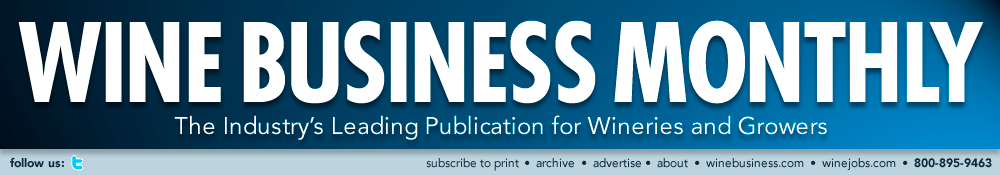 WINE BUSINESS MONTHLY
The Industry's Leading Publication for Wineries and Growers
follow us: subscribe to print • archive • advertise • about • winebusiness.com • winejobs.com • 800-895-9463